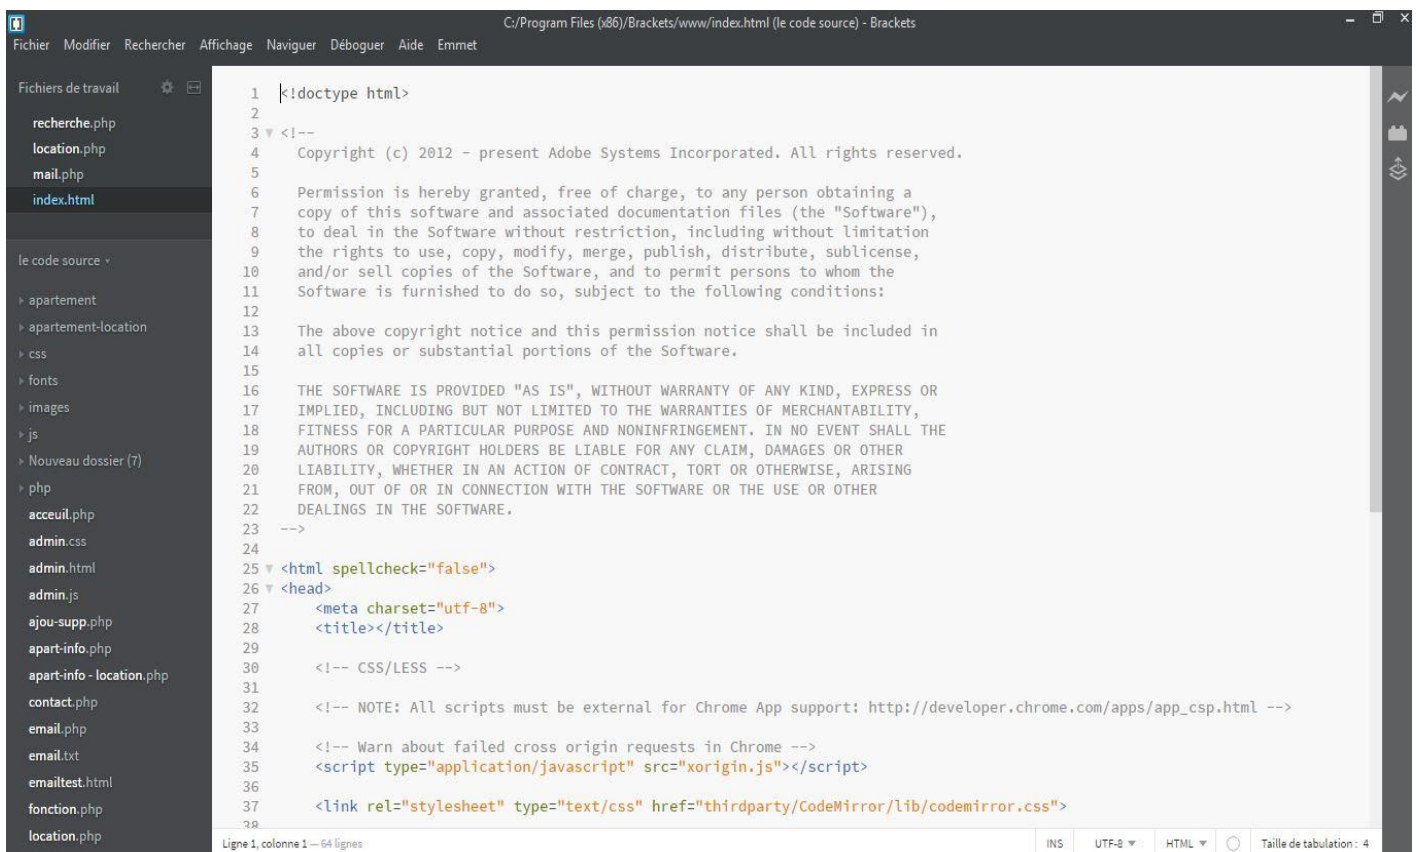 C:/Program Files (x86)/Brackets/www/index.html (le code source) - Brackets
Fichier Modifier Rechercher Affichage Naviguer Déboguer Aide Emmet
Fichiers de travail
recherche.php
location.php
mail.php
index.html
le code source
apartement
apartement-location
css
fonts
images
js
Nouveau dossier (7)
php
acceuil.php
admin.css
admin.html
admin.js
ajou-supp.php
apart-info.php
apart-info - location.php
contact.php
email.php
email.txt
emailtest.html
fonction.php
location.php
1 <!doctype html>
2
3 <!--
4 Copyright (c) 2012 - present Adobe Systems Incorporated. All rights reserved.
5
6 Permission is hereby granted, free of charge, to any person obtaining a
7 copy of this software and associated documentation files (the "Software"),
8 to deal in the Software without restriction, including without limitation
9 the rights to use, copy, modify, merge, publish, distribute, sublicense,
10 and/or sell copies of the Software, and to permit persons to whom the
11 Software is furnished to do so, subject to the following conditions:
12
13 The above copyright notice and this permission notice shall be included in
14 all copies or substantial portions of the Software.
15
16 THE SOFTWARE IS PROVIDED "AS IS", WITHOUT WARRANTY OF ANY KIND, EXPRESS OR
17 IMPLIED, INCLUDING BUT NOT LIMITED TO THE WARRANTIES OF MERCHANTABILITY,
18 FITNESS FOR A PARTICULAR PURPOSE AND NONINFRINGEMENT. IN NO EVENT SHALL THE
19 AUTHORS OR COPYRIGHT HOLDERS BE LIABLE FOR ANY CLAIM, DAMAGES OR OTHER
20 LIABILITY, WHETHER IN AN ACTION OF CONTRACT, TORT OR OTHERWISE, ARISING
21 FROM, OUT OF OR IN CONNECTION WITH THE SOFTWARE OR THE USE OR OTHER
22 DEALINGS IN THE SOFTWARE.
23 -->
24
25 <html spellcheck="false">
26 <head>
27 <meta charset="utf-8">
28 <title></title>
29
30 <!-- CSS/LESS -->
31
32 <!-- NOTE: All scripts must be external for Chrome App support: http://developer.chrome.com/apps/app_csp.html -->
33
34 <!-- Warn about failed cross origin requests in Chrome -->
35 <script type="application/javascript" src="xorigin.js"></script>
36
37 <link rel="stylesheet" type="text/css" href="thirdparty/CodeMirror/lib/codemirror.css">
38
Ligne 1, colonne 1 — 64 lignes
INS UTF-8 HTML Taille de tabulation : 4